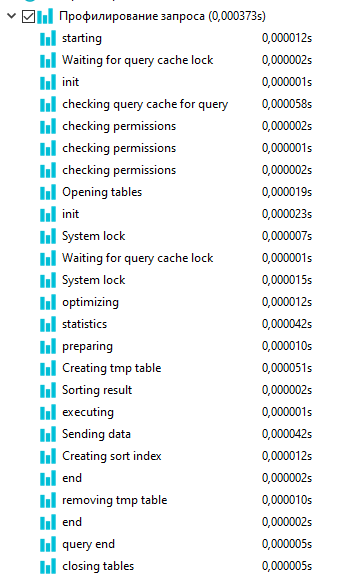 Профилирование запроса (0,000373s)
starting 0,000012s
Waiting for query cache lock 0,000002s
init 0,000001s
checking query cache for query 0,000058s
checking permissions 0,000002s
checking permissions 0,000001s
checking permissions 0,000002s
Opening tables 0,000019s
init 0,000023s
System lock 0,000007s
Waiting for query cache lock 0,000001s
System lock 0,000015s
optimizing 0,000012s
statistics 0,000042s
preparing 0,000010s
Creating tmp table 0,000051s
Sorting result 0,000002s
executing 0,000001s
Sending data 0,000042s
Creating sort index 0,000012s
end 0,000002s
removing tmp table 0,000010s
end 0,000002s
query end 0,000005s
closing tables 0,000005s